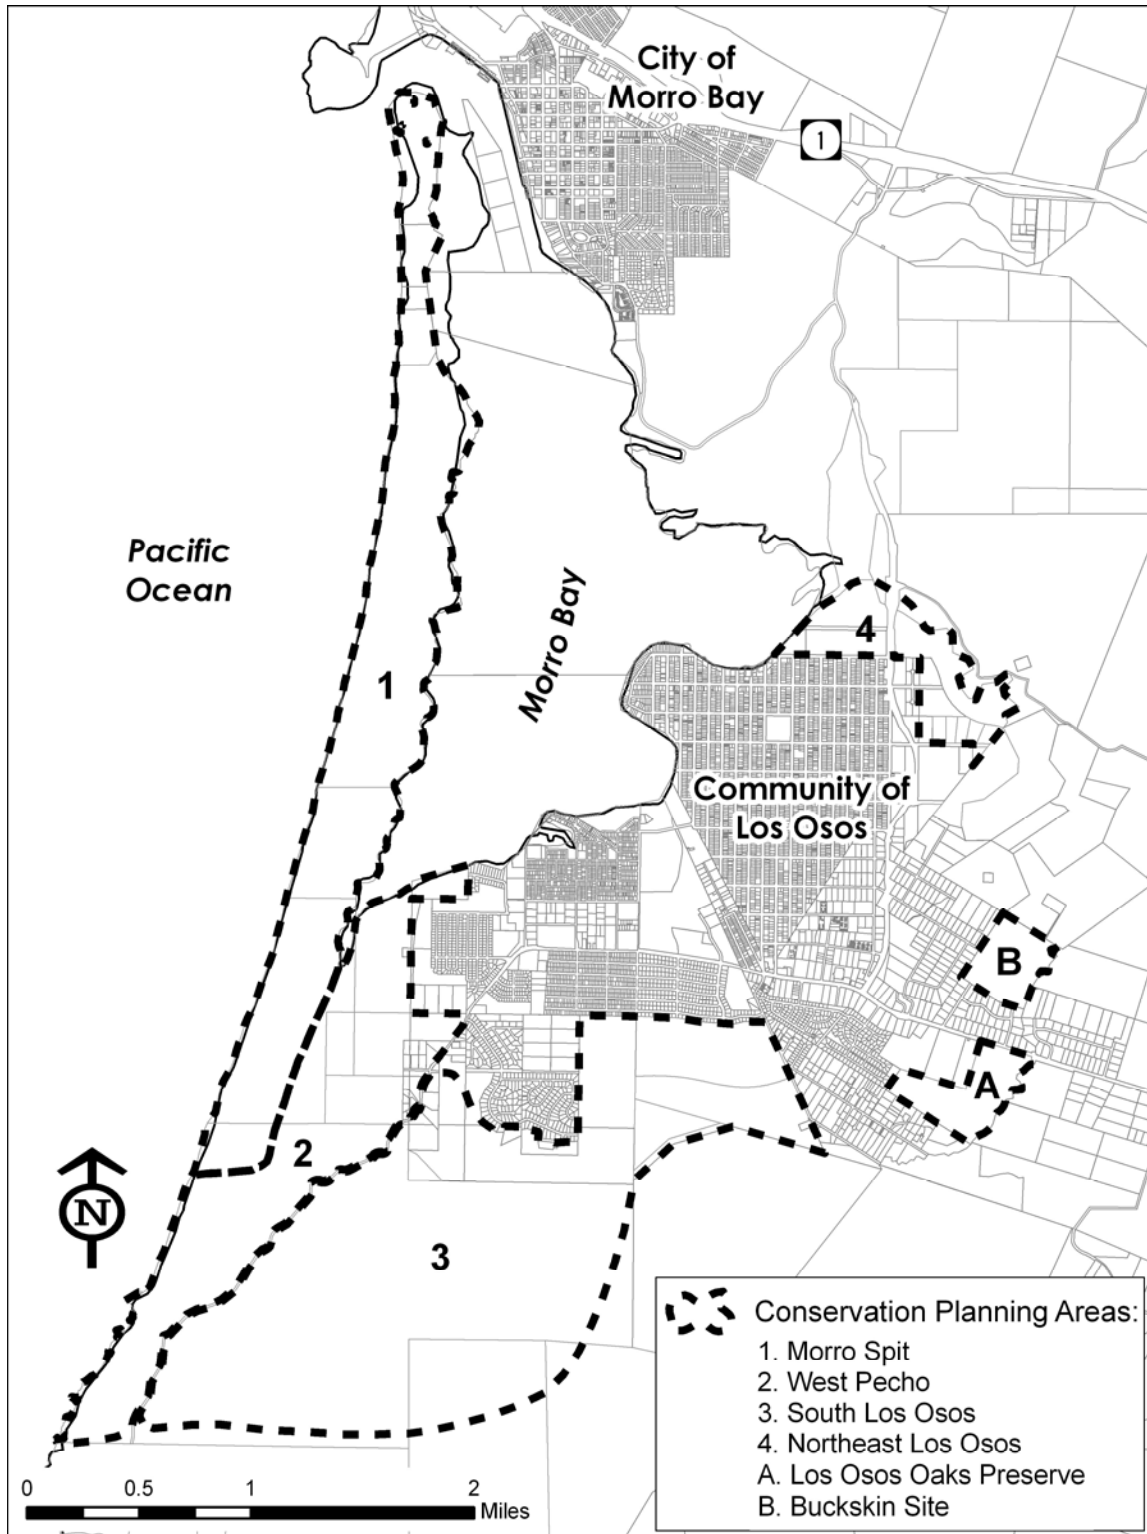 City of
Morro Bay
1
Pacific
Ocean
Morro Bay
4
1
Community of
Los Osos
B
A
2
N
3
Conservation Planning Areas:
1. Morro Spit
2. West Pecho
3. South Los Osos
4. Northeast Los Osos
A. Los Osos Oaks Preserve
B. Buckskin Site
0 0.5 1 2
Miles